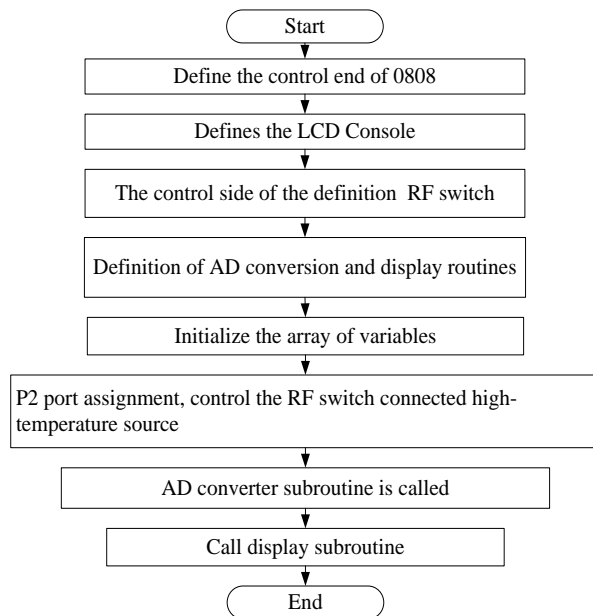 Start
Define the control end of 0808
Defines the LCD Console
The control side of the definition RF switch
Definition of AD conversion and display routines
Initialize the array of variables
P2 port assignment, control the RF switch connected high-
temperature source
AD converter subroutine is called
Call display subroutine
End